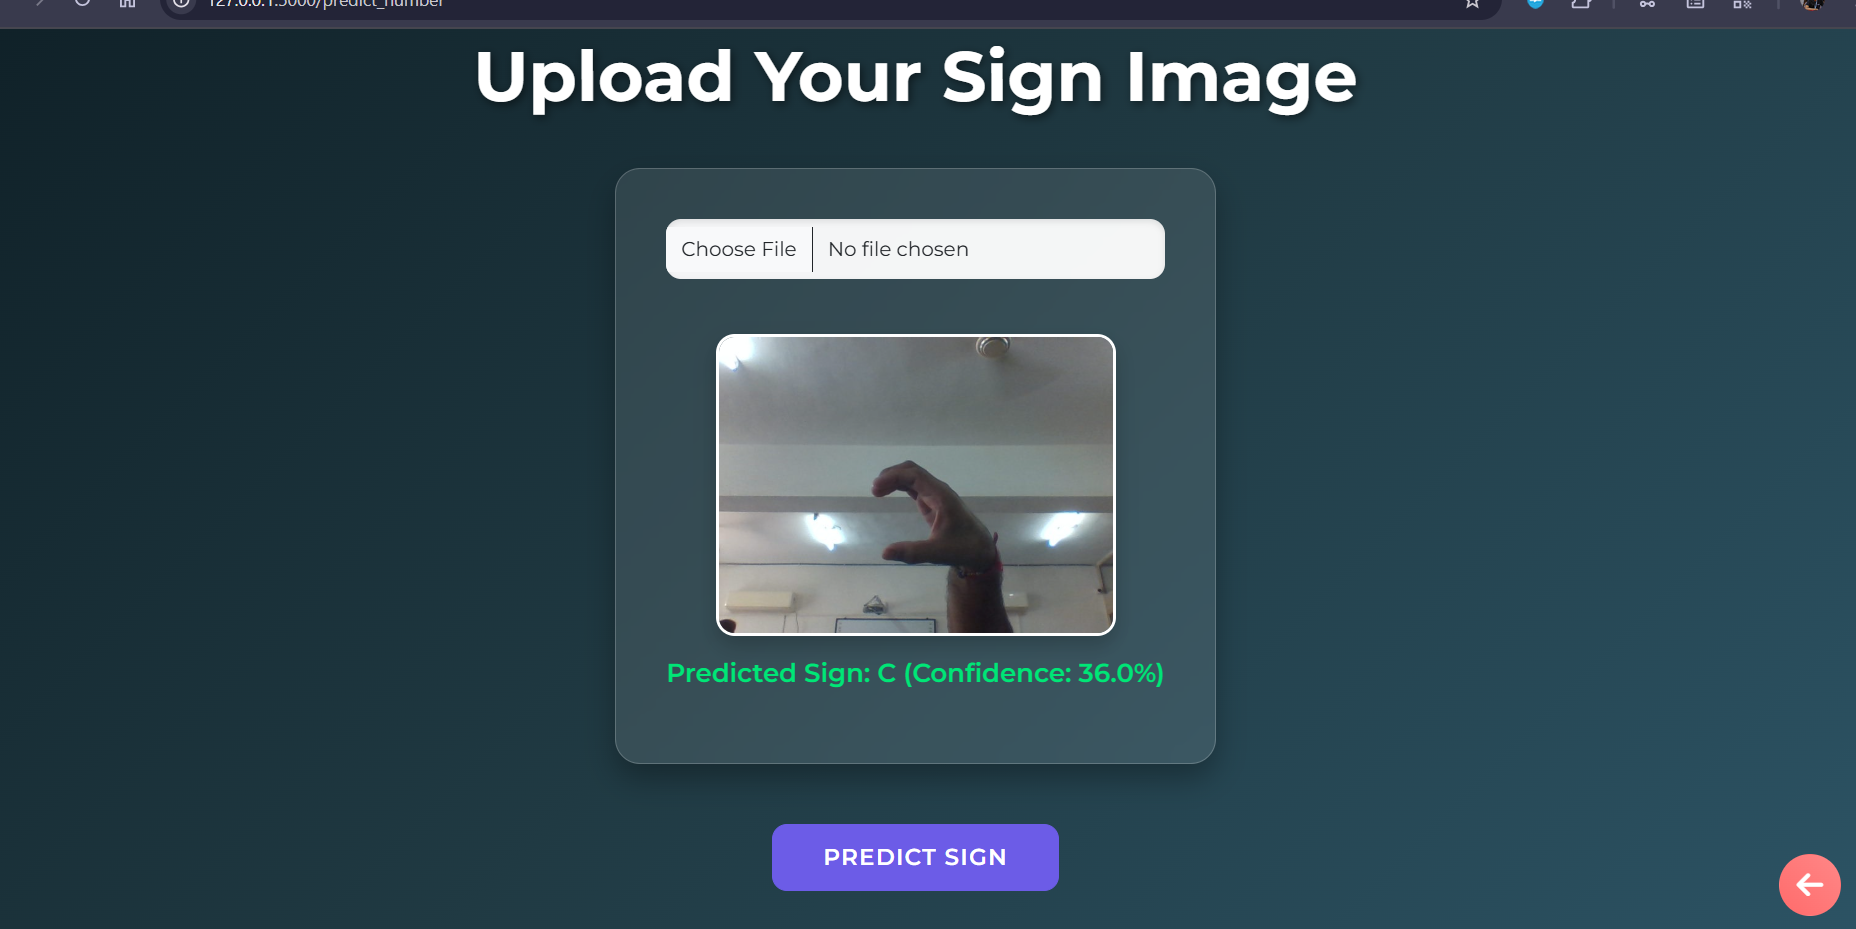 127.0.0.1:5000/predict_number
Upload Your Sign Image
Choose File
No file chosen
Predicted Sign: C (Confidence: 36.0%)
PREDICT SIGN